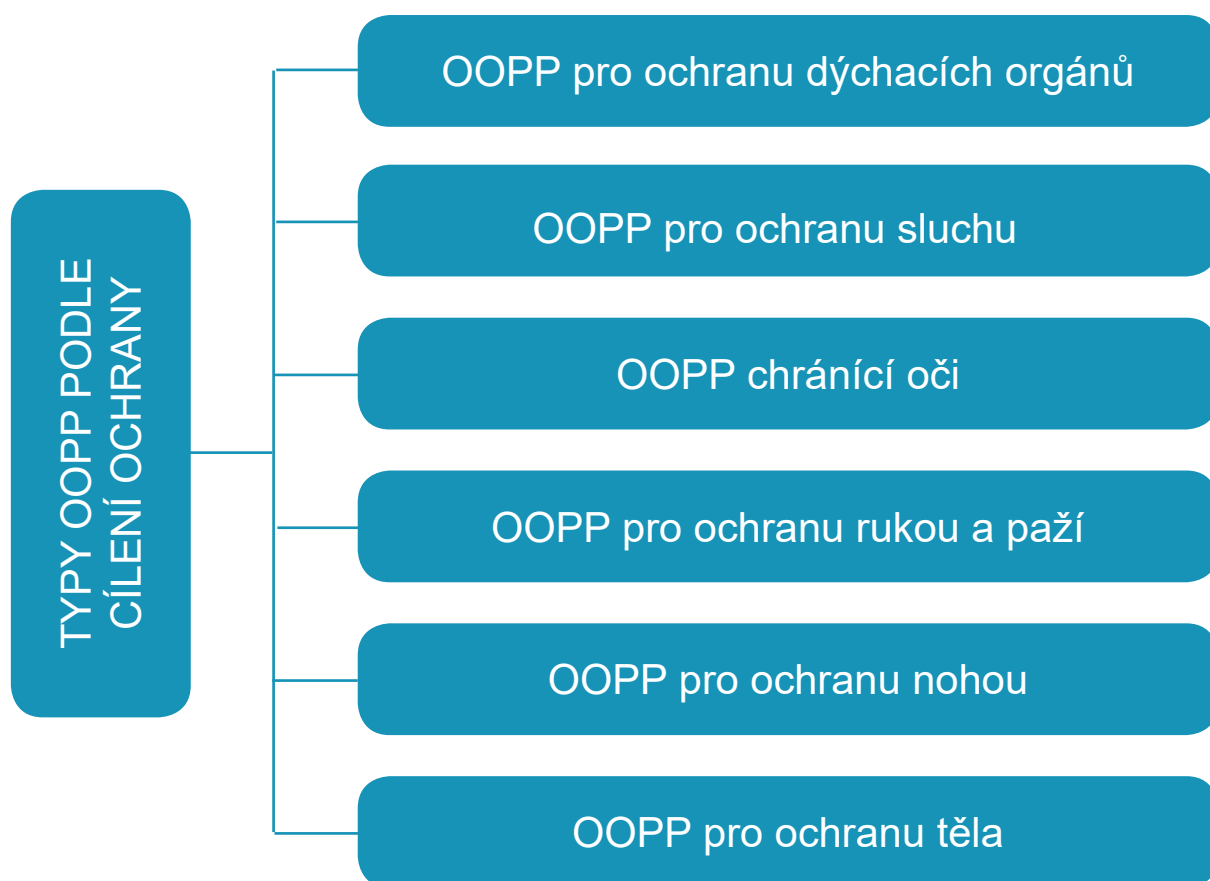 TYPY OOPP PODLE
CÍLENÍ OCHRANY
OOPP pro ochranu dýchacích orgánů
OOPP pro ochranu sluchu
OOPP chránící oči
OOPP pro ochranu rukou a paží
OOPP pro ochranu nohou
OOPP pro ochranu těla